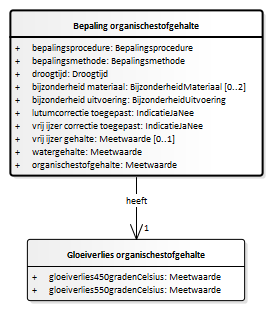 Bepaling organischestofgehalte
+ bepalingsprocedure: Bepalingsprocedure
+ bepalingsmethode: Bepalingsmethode
+ droogtijd: Droogtijd
+ bijzonderheid materiaal: BijzonderheidMateriaal [0..2]
+ bijzonderheid uitvoering: BijzonderheidUitvoering
+ lutumcorrectie toegepast: IndicatieJaNee
+ vrij ijzer correctie toegepast: IndicatieJaNee
+ vrij ijzer gehalte: Meetwaarde [0..1]
+ watergehalte: Meetwaarde
+ organischestofgehalte: Meetwaarde
heeft
1
Gloeiverlies organischestofgehalte
+ gloeiverlies450gradenCelsius: Meetwaarde
+ gloeiverlies550gradenCelsius: Meetwaarde